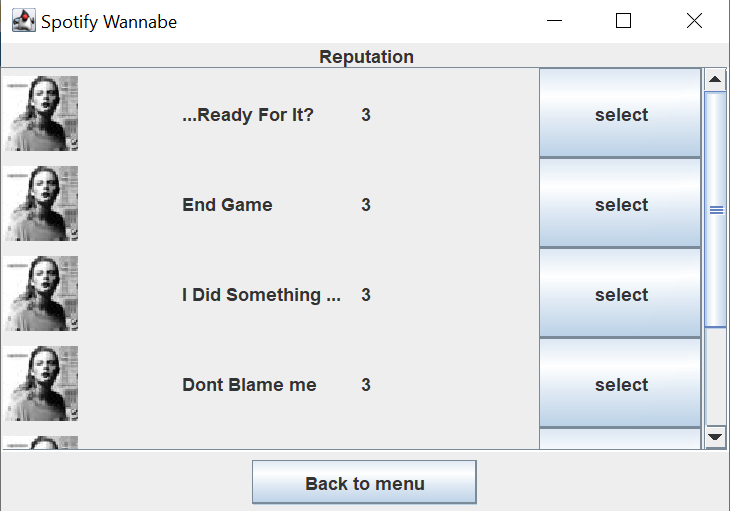 Spotify Wannabe
Reputation
...Ready For It? 3 select
End Game 3 select
I Did Something ... 3 select
Dont Blame me 3 select
Back to menu